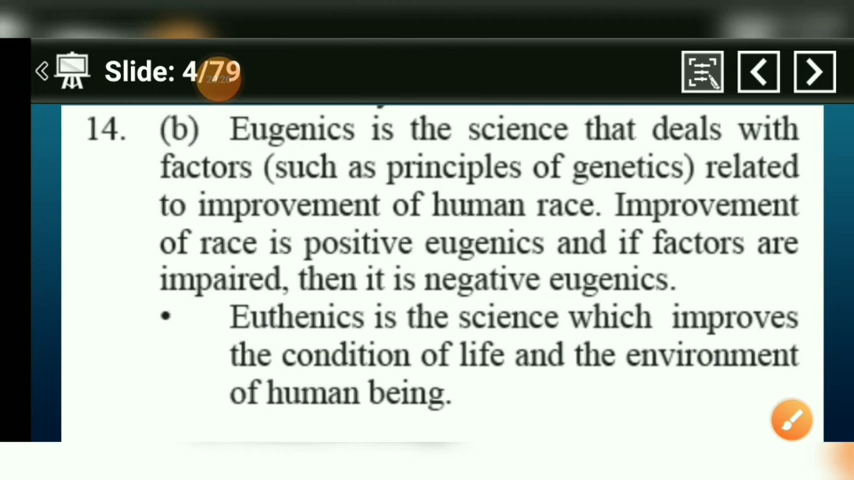 Slide: 4/79
14. (b) Eugenics is the science that deals with
factors (such as principles of genetics) related
to improvement of human race. Improvement
of race is positive eugenics and if factors are
impaired, then it is negative eugenics.
• Euthenics is the science which improves
the condition of life and the environment
of human being.